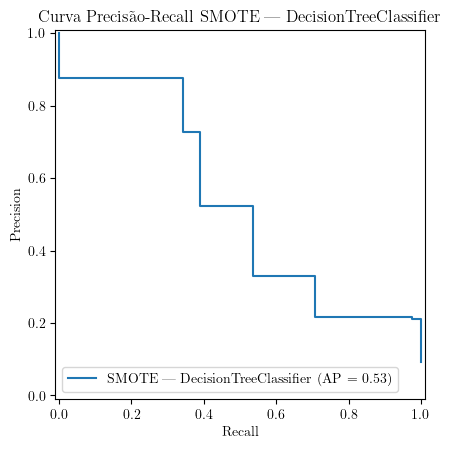 Curva Precisão-Recall SMOTE — DecisionTreeClassifier
1.0
0.8
0.6
0.4
0.2
0.0
Precision
SMOTE — DecisionTreeClassifier (AP = 0.53)
0.0 0.2 0.4 0.6 0.8 1.0
Recall